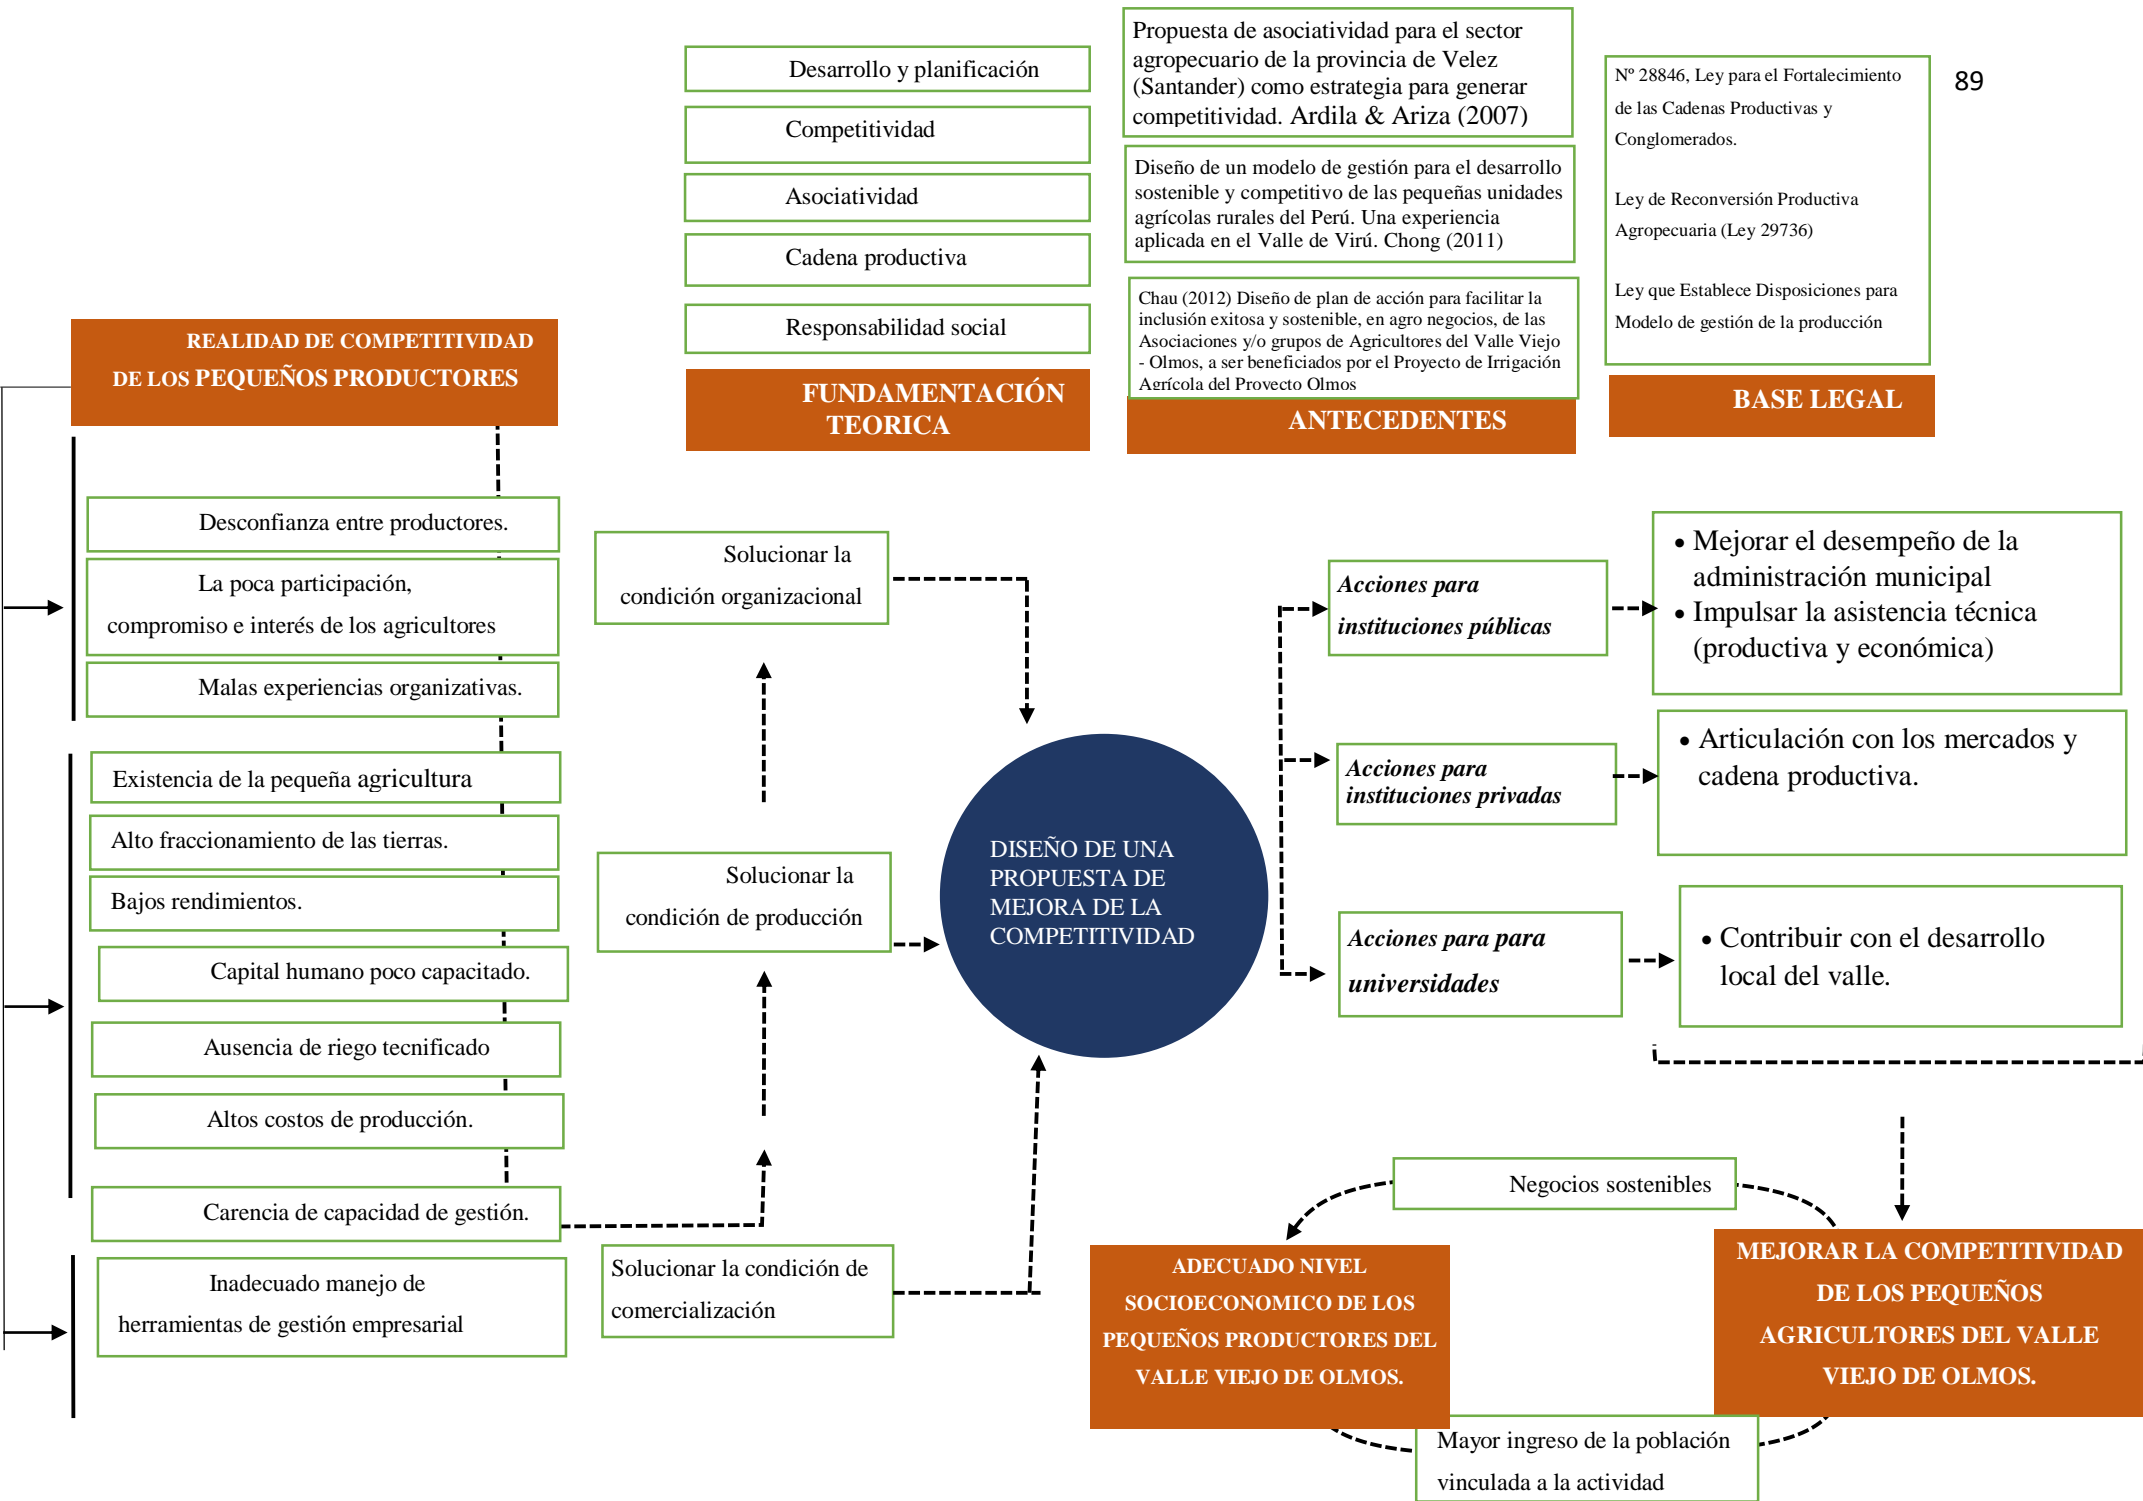 89
Desarrollo y planificación
Competitividad
Asociatividad
Cadena productiva
Responsabilidad social
FUNDAMENTACIÓN
TEORICA
Propuesta de asociatividad para el sector
agropecuario de la provincia de Velez
(Santander) como estrategia para generar
competitividad. Ardila & Ariza (2007)
Diseño de un modelo de gestión para el desarrollo
sostenible y competitivo de las pequeñas unidades
agrícolas rurales del Perú. Una experiencia
aplicada en el Valle de Virú. Chong (2011)
Chau (2012) Diseño de plan de acción para facilitar la
inclusión exitosa y sostenible, en agro negocios, de las
Asociaciones y/o grupos de Agricultores del Valle Viejo
- Olmos, a ser beneficiados por el Proyecto de Irrigación
Agrícola del Proyecto Olmos
ANTECEDENTES
Nº 28846, Ley para el Fortalecimiento
de las Cadenas Productivas y
Conglomerados.
Ley de Reconversión Productiva
Agropecuaria (Ley 29736)
Ley que Establece Disposiciones para
Modelo de gestión de la producción
BASE LEGAL
REALIDAD DE COMPETITIVIDAD
DE LOS PEQUEÑOS PRODUCTORES
Desconfianza entre productores.
La poca participación,
compromiso e interés de los agricultores
Malas experiencias organizativas.
Existencia de la pequeña agricultura
Alto fraccionamiento de las tierras.
Bajos rendimientos.
Capital humano poco capacitado.
Ausencia de riego tecnificado
Altos costos de producción.
Carencia de capacidad de gestión.
Inadecuado manejo de
herramientas de gestión empresarial
Solucionar la
condición organizacional
Solucionar la
condición de producción
Solucionar la condición de
comercialización
DISEÑO DE UNA
PROPUESTA DE
MEJORA DE LA
COMPETITIVIDAD
Acciones para
instituciones públicas
Acciones para
instituciones privadas
Acciones para para
universidades
• Mejorar el desempeño de la
administración municipal
• Impulsar la asistencia técnica
(productiva y económica)
• Articulación con los mercados y
cadena productiva.
• Contribuir con el desarrollo
local del valle.
Negocios sostenibles
ADECUADO NIVEL
SOCIOECONOMICO DE LOS
PEQUEÑOS PRODUCTORES DEL
VALLE VIEJO DE OLMOS.
MEJORAR LA COMPETITIVIDAD
DE LOS PEQUEÑOS
AGRICULTORES DEL VALLE
VIEJO DE OLMOS.
Mayor ingreso de la población
vinculada a la actividad